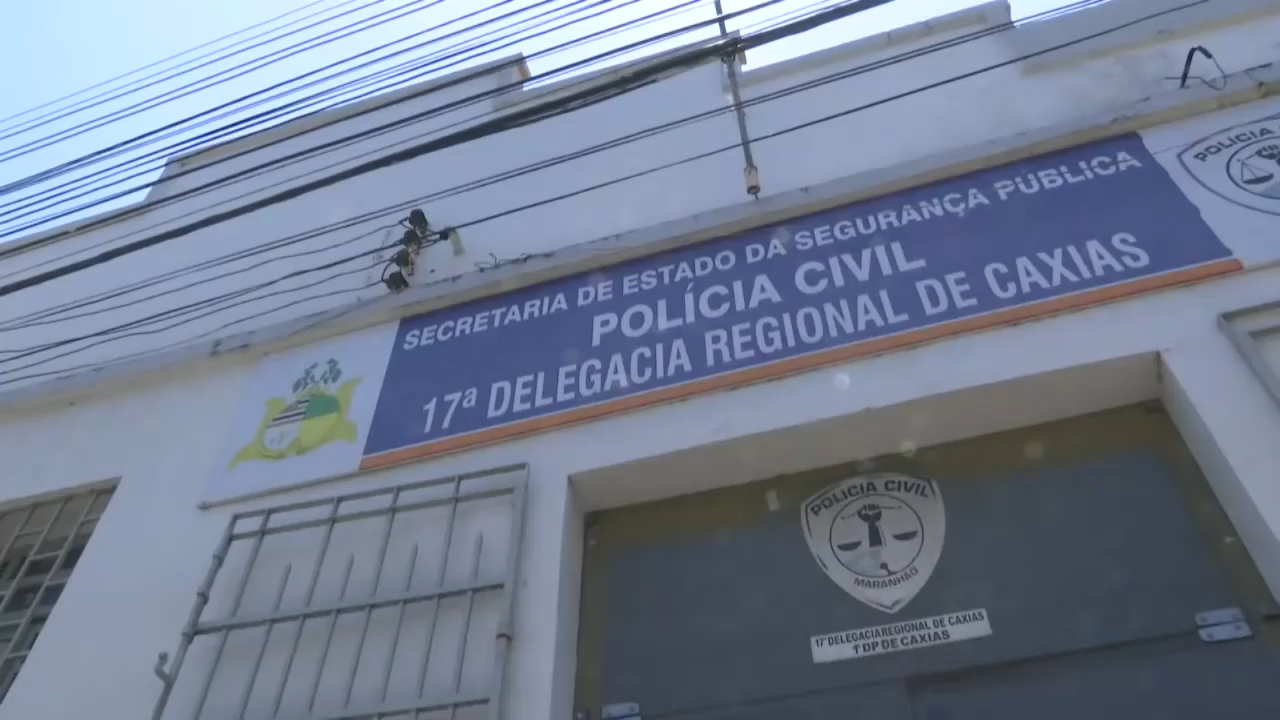 SECRETARIA DE ESTADO DA SEGURANÇA PÚBLICA
POLÍCIA CIVIL
17ª DELEGACIA REGIONAL DE CAXIAS
POLÍCIA
POLÍCIA CIVIL
MARANHÃO
17ª DELEGACIA REGIONAL DE CAXIAS
1º DP DE CAXIAS